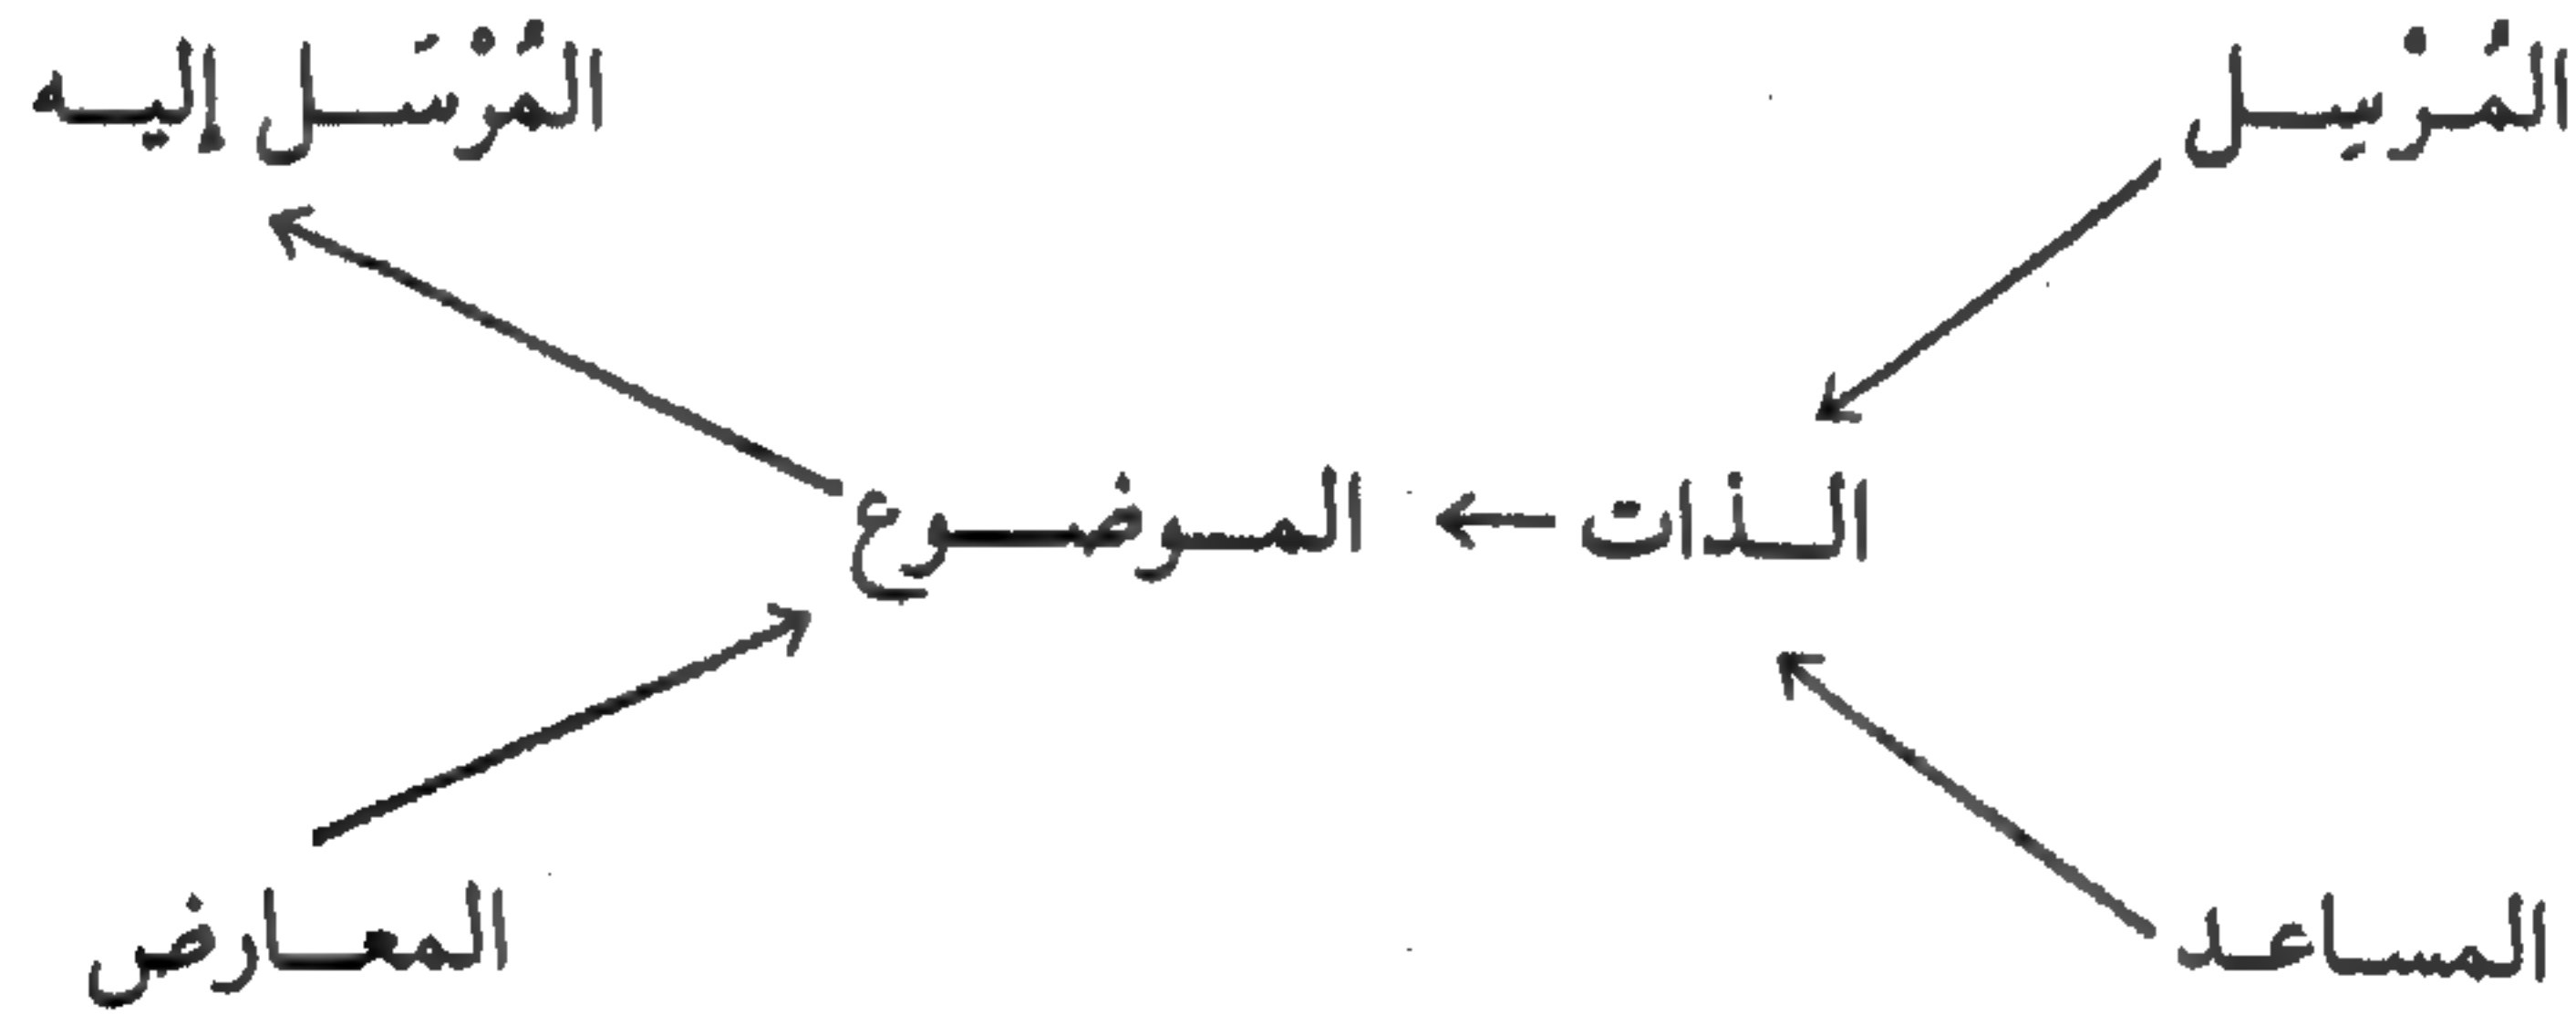 المُرْسِل المُرْسَل إليه
الذات ← الموضوع
المساعد المعارض